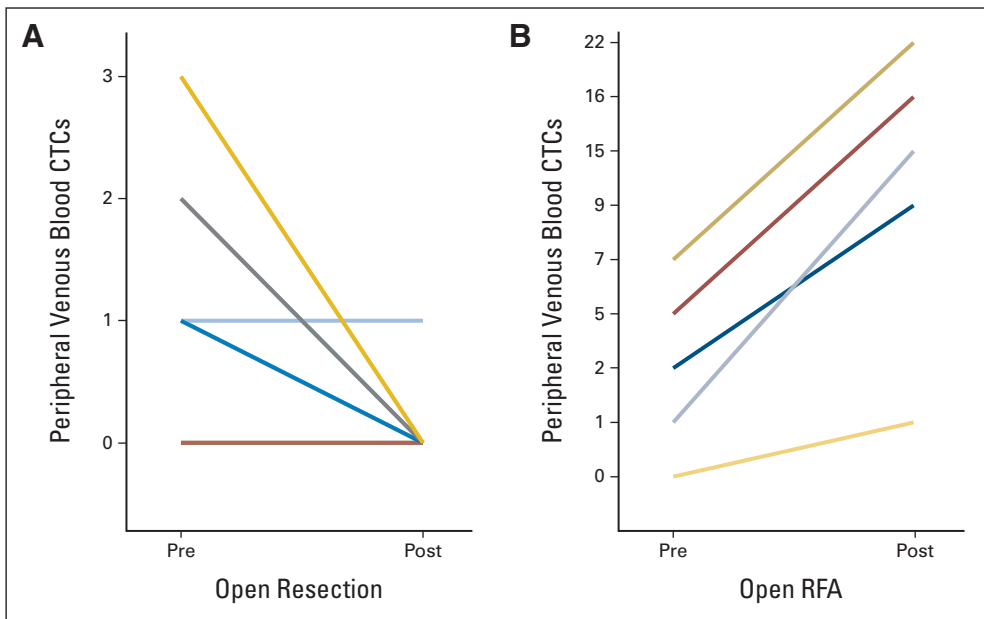 A
Peripheral Venous Blood CTCs
3
2
1
0
Pre
Post
Open Resection
B
Peripheral Venous Blood CTCs
22
16
15
9
7
5
2
1
0
Pre
Post
Open RFA